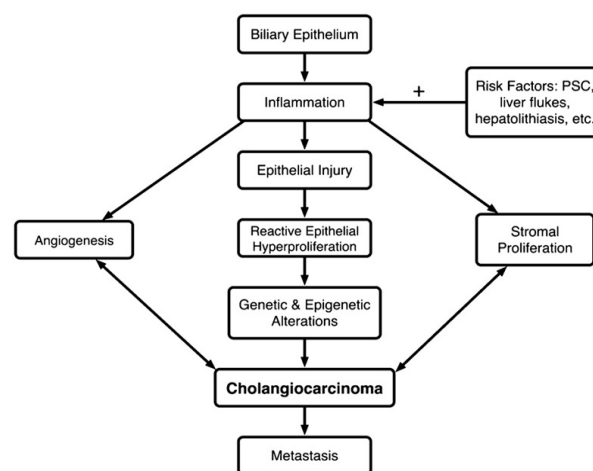 Biliary Epithelium
+
Risk Factors: PSC,
liver flukes,
hepatolithiasis, etc.
Inflammation
Epithelial Injury
Angiogenesis
Reactive Epithelial
Hyperproliferation
Stromal
Proliferation
Genetic & Epigenetic
Alterations
Cholangiocarcinoma
Metastasis